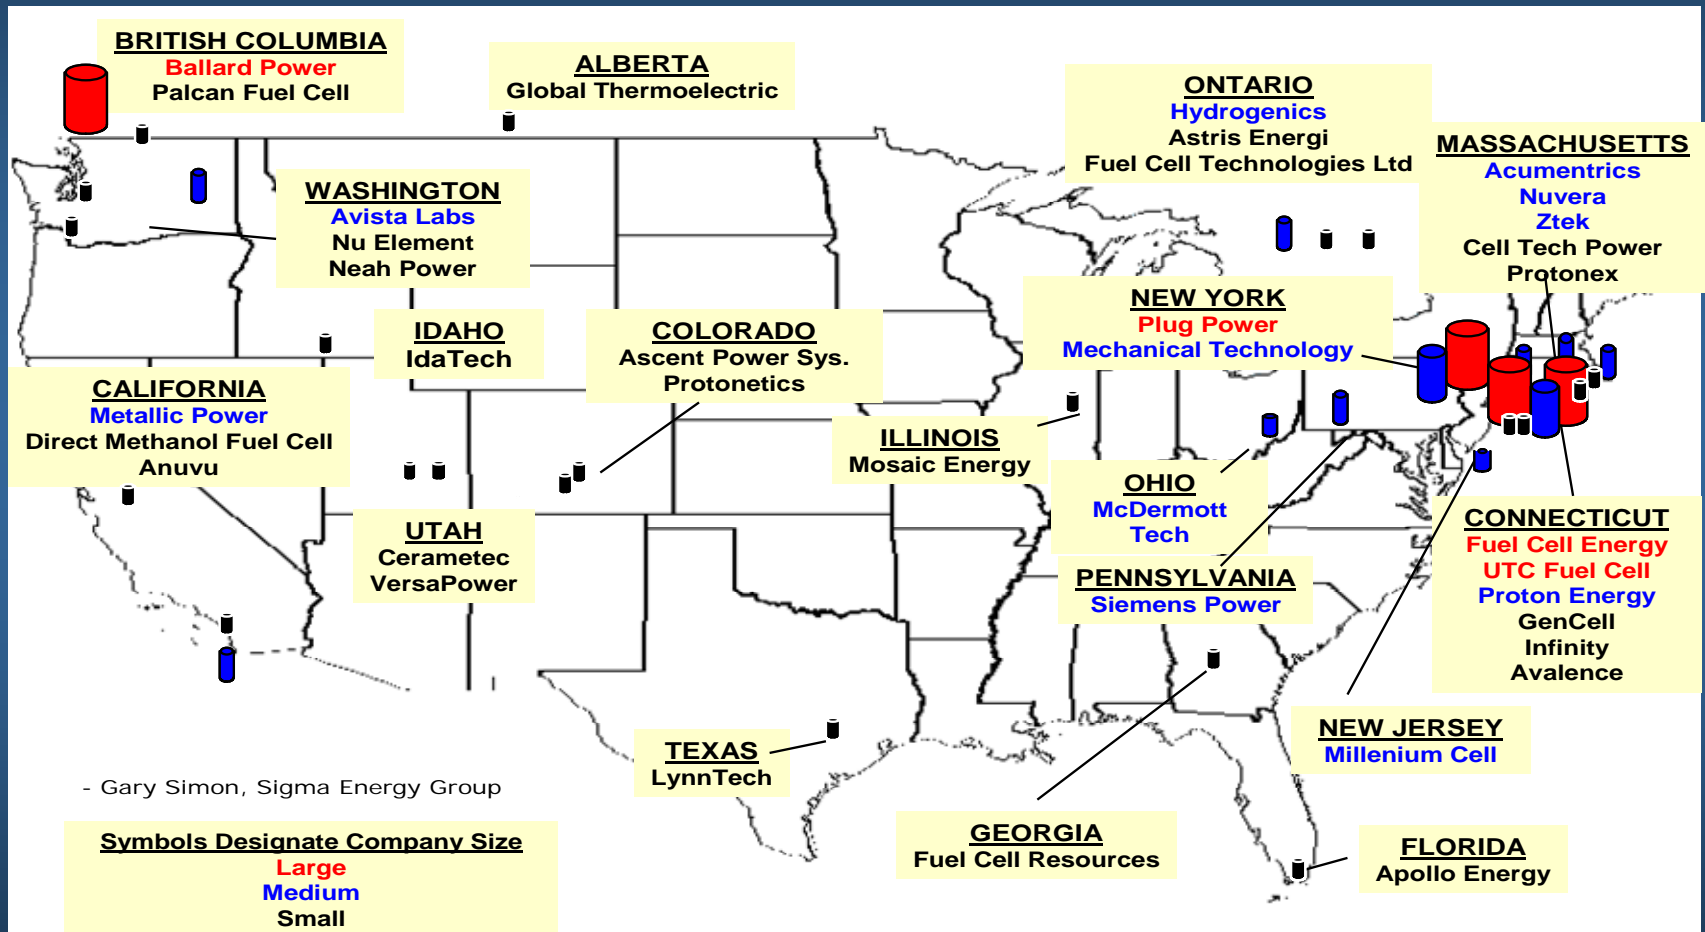 BRITISH COLUMBIA
Ballard Power
Palcan Fuel Cell
ALBERTA
Global Thermoelectric
ONTARIO
Hydrogenics
Astris Energi
Fuel Cell Technologies Ltd
MASSACHUSETTS
Acumentrics
Nuvera
Ztek
Cell Tech Power
Protonex
WASHINGTON
Avista Labs
Nu Element
Neah Power
NEW YORK
Plug Power
Mechanical Technology
IDAHO
IdaTech
COLORADO
Ascent Power Sys.
Protonetics
CALIFORNIA
Metallic Power
Direct Methanol Fuel Cell
Anuvu
ILLINOIS
Mosaic Energy
OHIO
McDermott
Tech
UTAH
Cerametec
VersaPower
PENNSYLVANIA
Siemens Power
CONNECTICUT
Fuel Cell Energy
UTC Fuel Cell
Proton Energy
GenCell
Infinity
Avalence
NEW JERSEY
Millenium Cell
TEXAS
LynnTech
- Gary Simon, Sigma Energy Group
GEORGIA
Fuel Cell Resources
FLORIDA
Apollo Energy
Symbols Designate Company Size
Large
Medium
Small